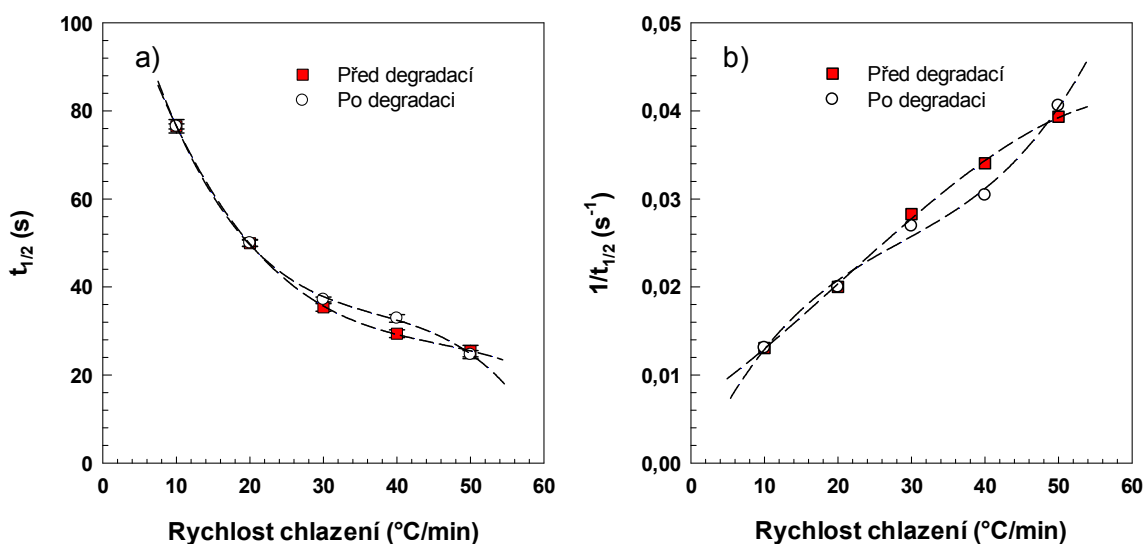 a)
Před degradací
Po degradaci
100
80
60
40
20
0
t1/2 (s)
0 10 20 30 40 50 60
Rychlost chlazení (°C/min)
b)
Před degradací
Po degradaci
0,05
0,04
0,03
0,02
0,01
0,00
1/t1/2 (s-1)
0 10 20 30 40 50 60
Rychlost chlazení (°C/min)